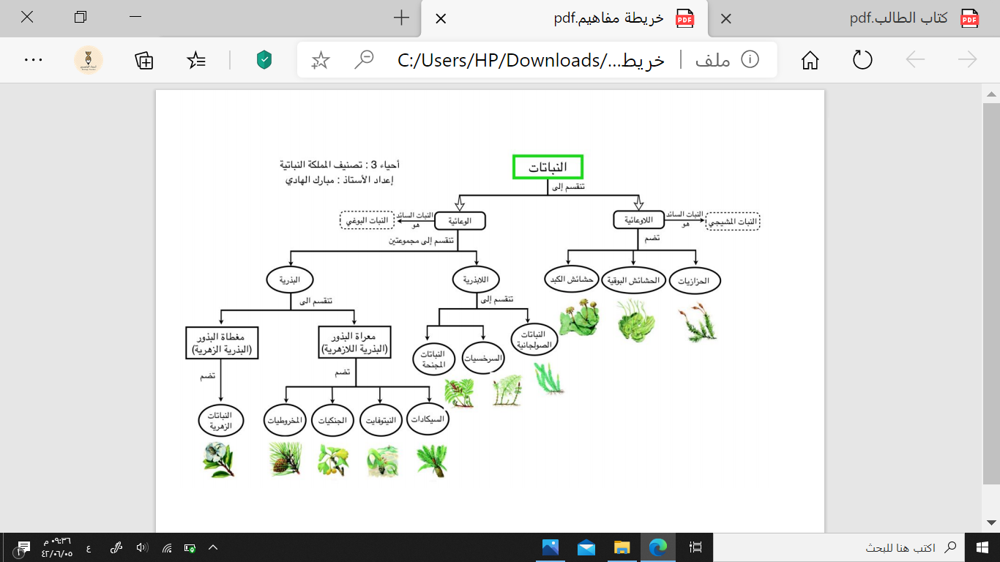 كتاب الطالب.pdf
خريطة مفاهيم.pdf
ملف
C:/Users/HP/Downloads/خريط...
النباتات
أحياء 3 : تصنيف المملكة النباتية
إعداد الأستاذ : مبارك الهادي
تنقسم إلى
النبات المشيجي
النبات السائد
هو
اللاوعائية
الوعائية
النبات السائد
هو
النبات البوغي
تضم
تنقسم إلى مجموعتين
الحزازيات
الحشائش البوقية
حشائش الكبد
اللابذرية
البذرية
تنقسم إلى
تنقسم الى
النباتات
الصولجانية
السرخسيات
النباتات
المجنحة
معراة البذور
(البذرية اللازهرية)
مغطاة البذور
(البذرية الزهرية)
تضم
تضم
السيكادات
النيتوفايت
الجنكيات
المخروطيات
النباتات
الزهرية
اكتب هنا للبحث
ع
٠٩:٣٦ م
٤٢/٠٦/٠٥
١